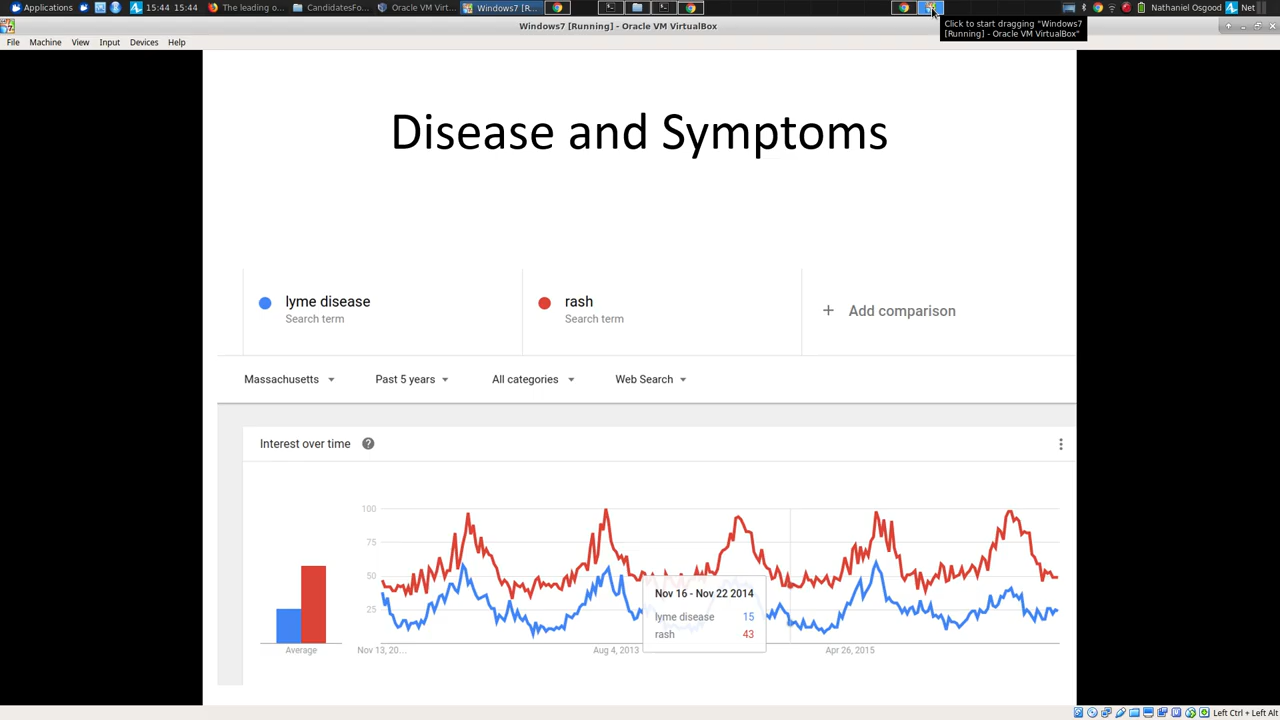 Applications
15:44 15:44
The leading o...
CandidatesFo...
Oracle VM Virt...
Windows7 [R...
Nathaniel Osgood
Net
Windows7 [Running] - Oracle VM VirtualBox
Click to start dragging "Windows7
[Running] - Oracle VM VirtualBox"
File Machine View Input Devices Help
Disease and Symptoms
lyme disease
Search term
rash
Search term
+ Add comparison
Massachusetts Past 5 years All categories Web Search
Interest over time ?
100
75
50
25
Nov 16 - Nov 22 2014
lyme disease 15
rash 43
Average
Nov 13, 20...
Aug 4, 2013
Apr 26, 2015
Left Ctrl + Left Alt